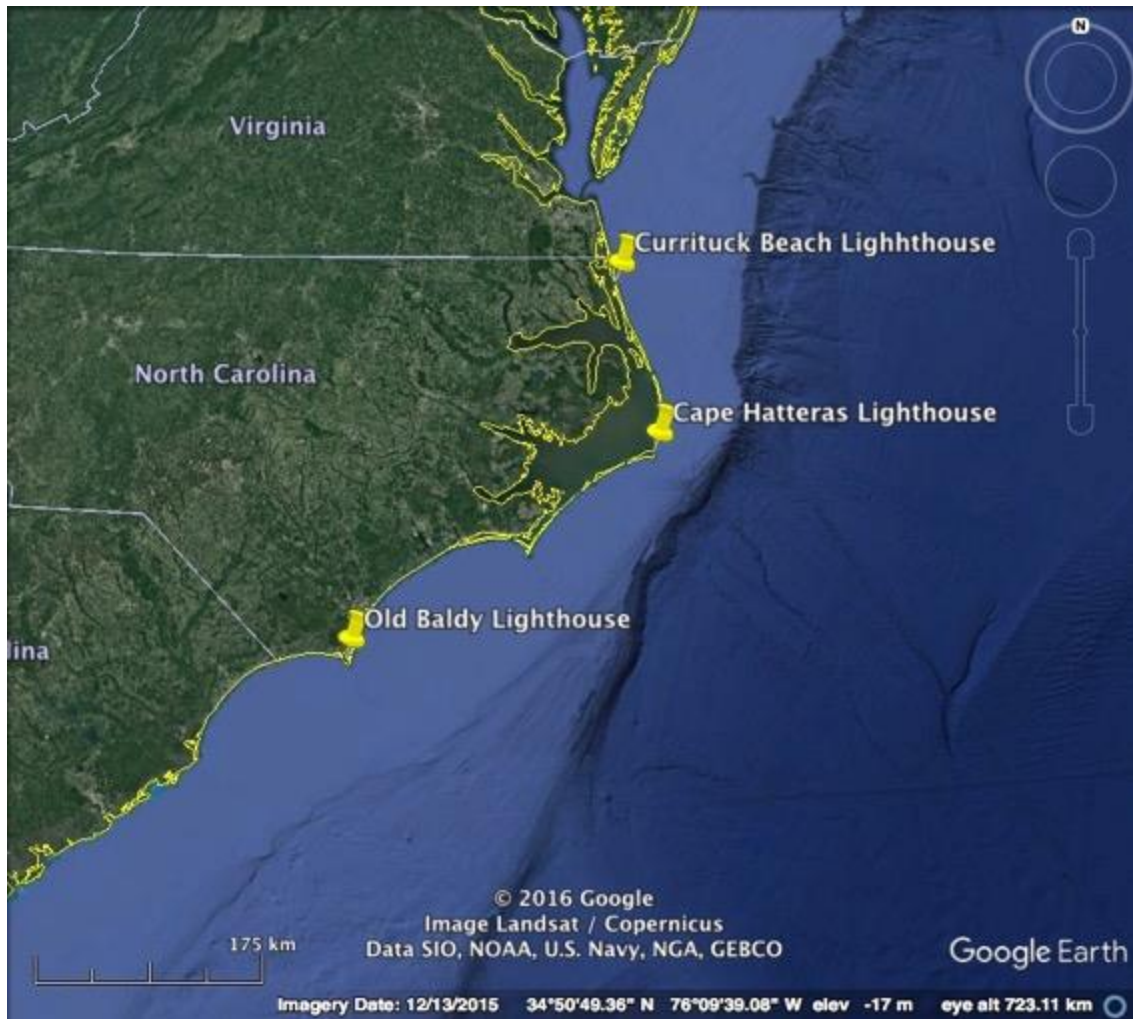 N
Virginia
Currituck Beach Lighhthouse
North Carolina
Cape Hatteras Lighthouse
Old Baldy Lighthouse
lina
© 2016 Google
Image Landsat / Copernicus
175 km
Data SIO, NOAA, U.S. Navy, NGA, GEBCO
Google Earth
Imagery Date: 12/13/2015 34°50'49.36" N 76°09'39.08" W elev -17 m eye alt 723.11 km